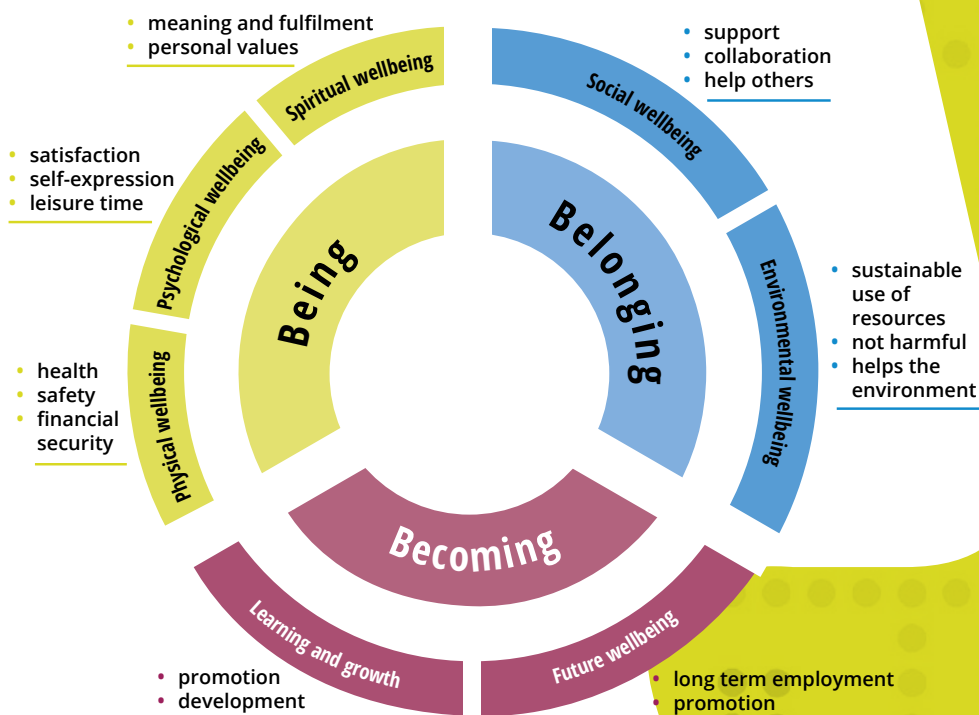 • meaning and fulfilment
• personal values
Spiritual wellbeing
• satisfaction
• self-expression
• leisure time
Psychological wellbeing
• health
• safety
• financial
security
Physical wellbeing
Being
• support
• collaboration
• help others
Social wellbeing
Belonging
Environmental wellbeing
• sustainable
use of
resources
• not harmful
• helps the
environment
Becoming
Learning and growth
• promotion
• development
Future wellbeing
• long term employment
• promotion